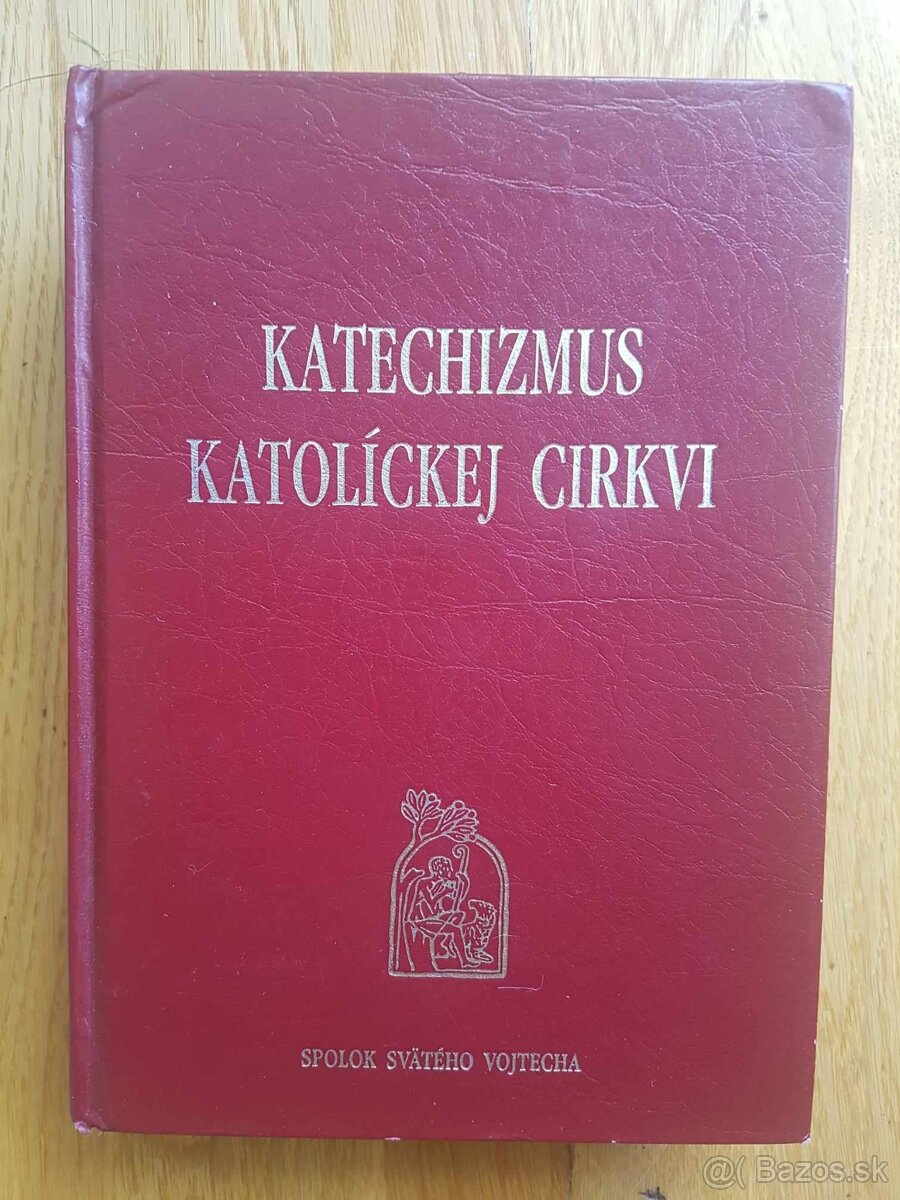 KATECHIZMUS
KATOLÍCKEJ CIRKVI
SPOLOK SVÄTÉHO VOJTECHA
@( Bazos.sk